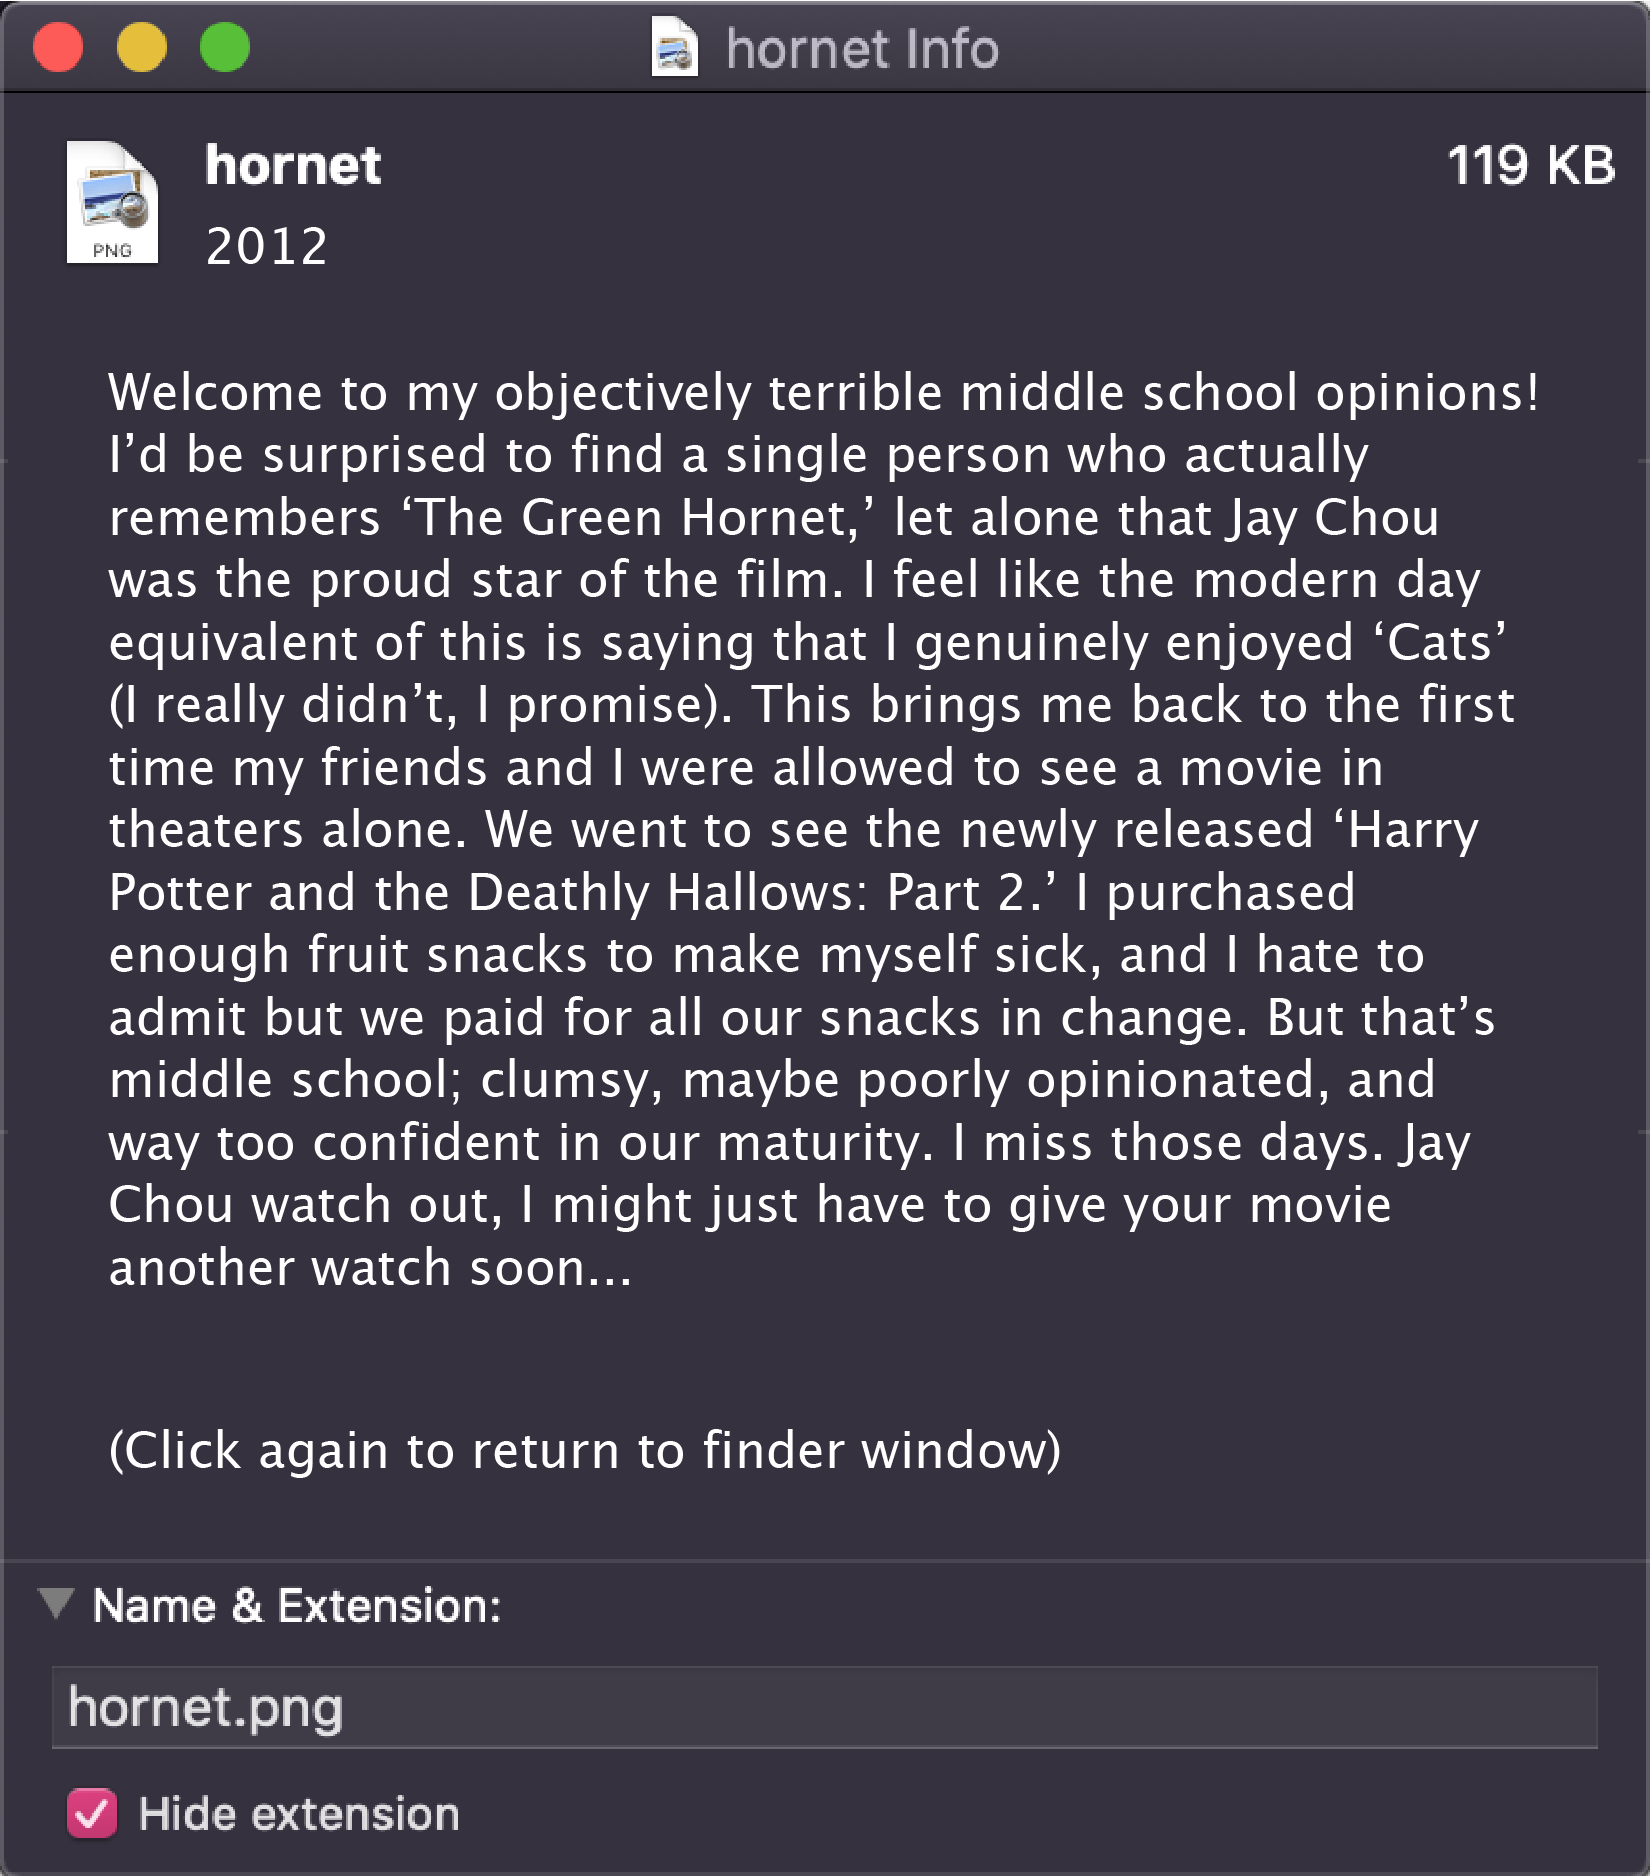 hornet Info
hornet
119 KB
PNG
2012
Welcome to my objectively terrible middle school opinions!
I’d be surprised to find a single person who actually
remembers ‘The Green Hornet,’ let alone that Jay Chou
was the proud star of the film. I feel like the modern day
equivalent of this is saying that I genuinely enjoyed ‘Cats’
(I really didn’t, I promise). This brings me back to the first
time my friends and I were allowed to see a movie in
theaters alone. We went to see the newly released ‘Harry
Potter and the Deathly Hallows: Part 2.’ I purchased
enough fruit snacks to make myself sick, and I hate to
admit but we paid for all our snacks in change. But that’s
middle school; clumsy, maybe poorly opinionated, and
way too confident in our maturity. I miss those days. Jay
Chou watch out, I might just have to give your movie
another watch soon...
(Click again to return to finder window)
Name & Extension:
hornet.png
Hide extension